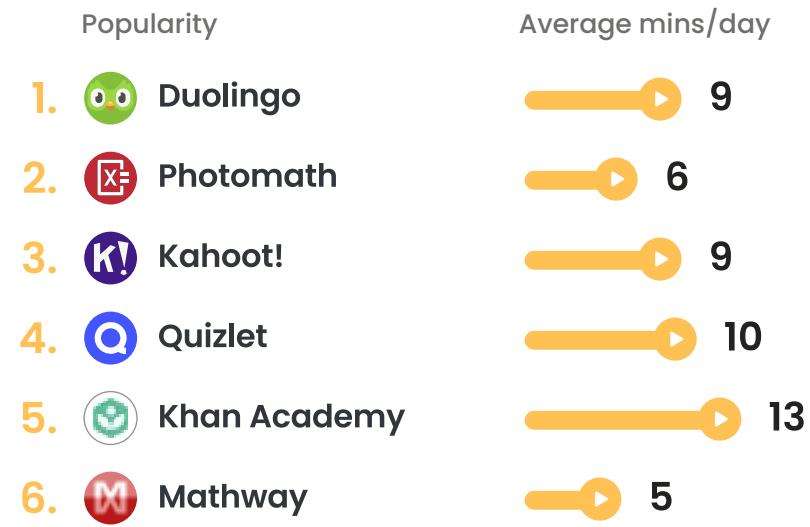 Popularity Average mins/day
1. Duolingo 9
2. Photomath 6
3. K! Kahoot! 9
4. Quizlet 10
5. Khan Academy 13
6. Mathway 5